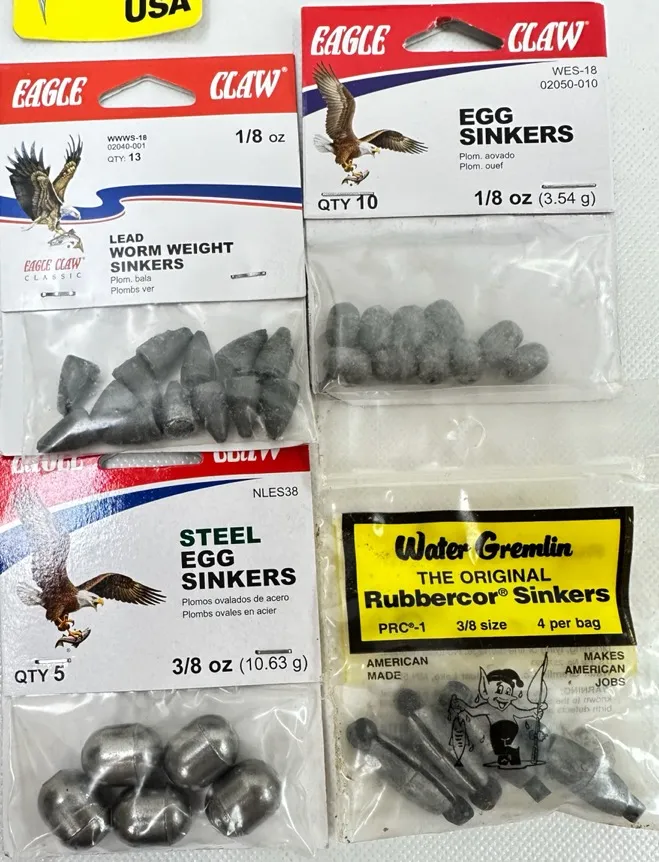 USA
EAGLE CLAW®
WWWS-18
02040-001
QTY: 13
1/8 oz
LEAD
WORM WEIGHT
SINKERS
Plom. bala
Plombs ver
EAGLE CLAW®
CLASSIC
EAGLE CLAW®
WES-18
02050-010
EGG
SINKERS
Plom. aovado
Plom. ouef
QTY 10
1/8 oz (3.54 g)
EAGLE CLAW
NLES38
STEEL
EGG
SINKERS
Plomos ovalados de acero
Plombs ovales en acier
QTY 5
3/8 oz (10.63 g)
Water Gremlin
THE ORIGINAL
Rubbercor® Sinkers
PRC®-1 3/8 size 4 per bag
AMERICAN
MADE
MAKES
AMERICAN
JOBS